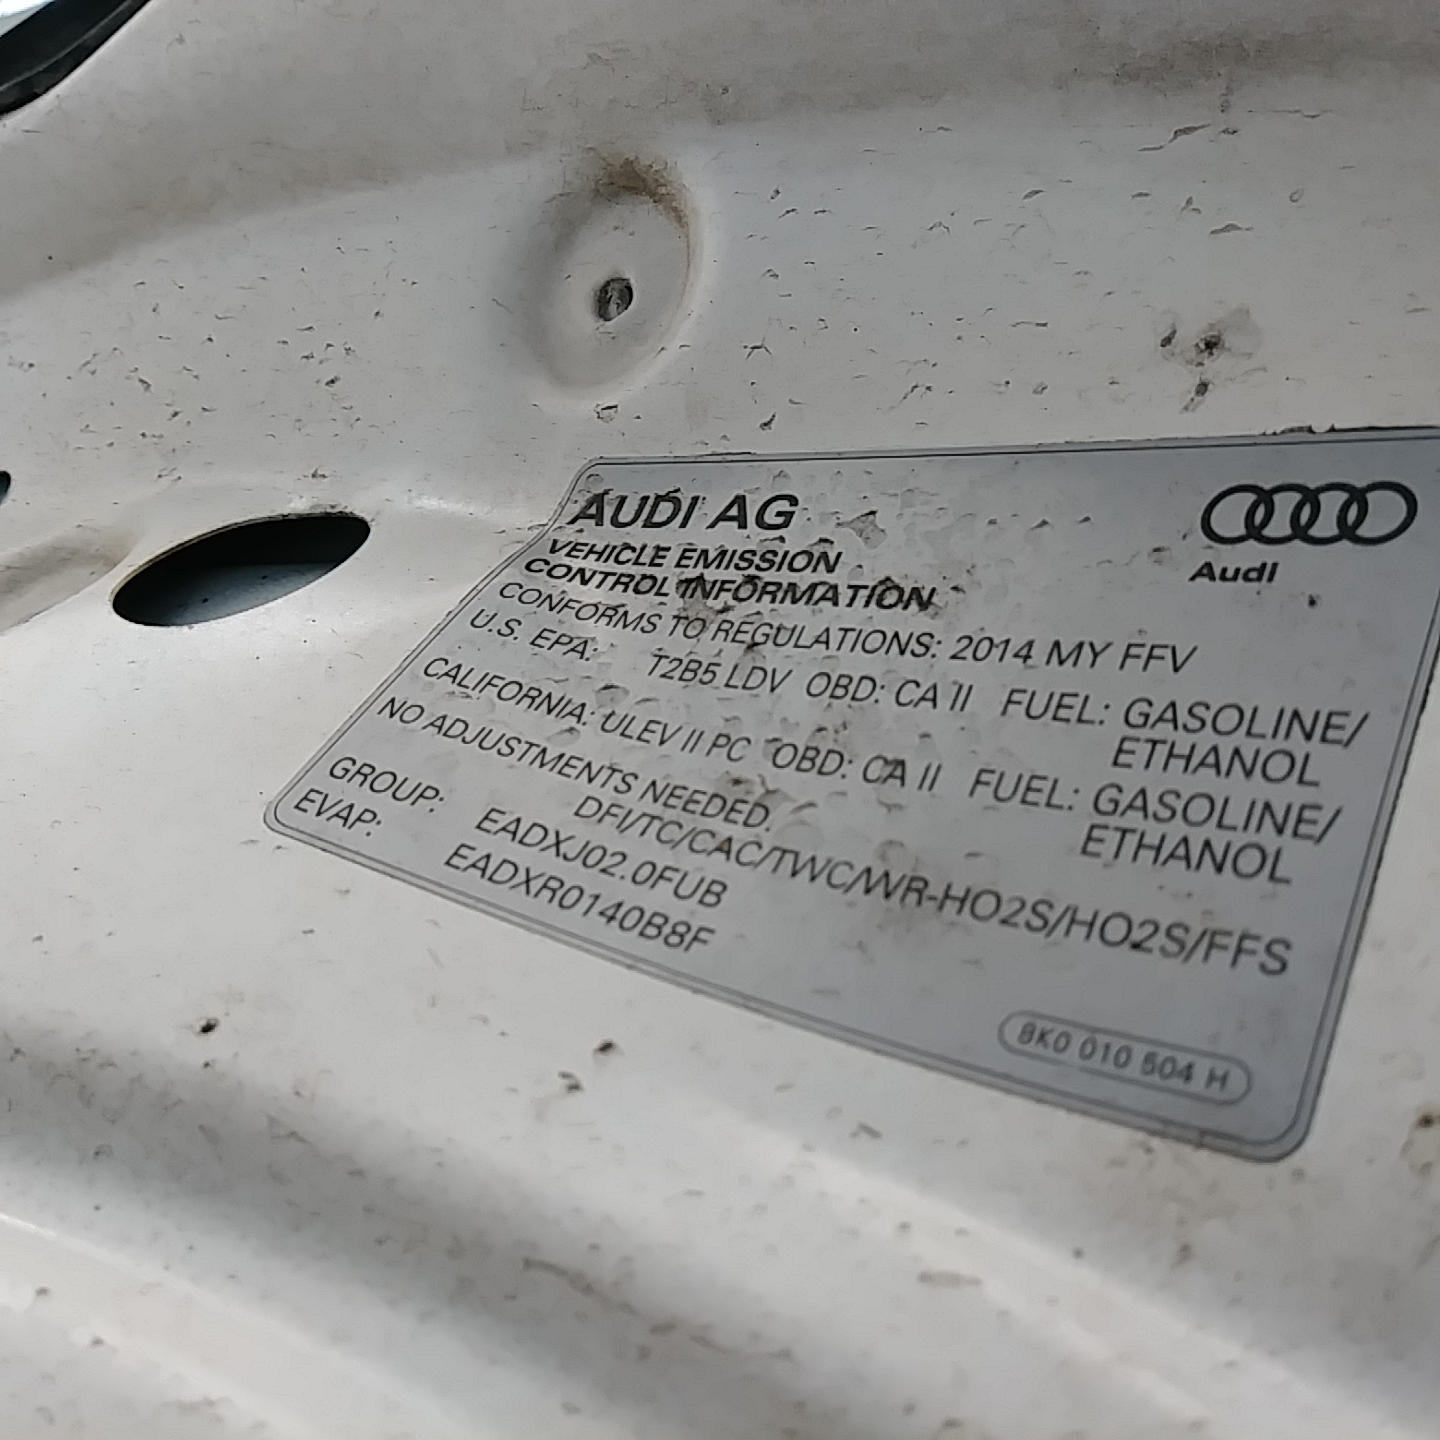 AUDI AG
Audi
VEHICLE EMISSION
CONTROL INFORMATION
CONFORMS TO REGULATIONS: 2014 MY FFV
U.S. EPA: T2B5 LDV OBD: CA II FUEL: GASOLINE/
ETHANOL
CALIFORNIA: ULEV II PC OBD: CA II FUEL: GASOLINE/
ETHANOL
NO ADJUSTMENTS NEEDED.
DFI/TC/CAC/TWC/WR-HO2S/HO2S/FFS
GROUP: EADXJ02.0FUB
EVAP: EADXR0140B8F
8K0 010 504 H